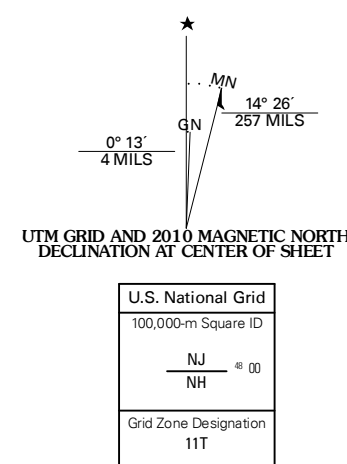 ★
MN
GN
14° 26´
257 MILS
0° 13´
4 MILS
UTM GRID AND 2010 MAGNETIC NORTH
DECLINATION AT CENTER OF SHEET
U.S. National Grid
100,000-m Square ID
NJ
48 00
NH
Grid Zone Designation
11T